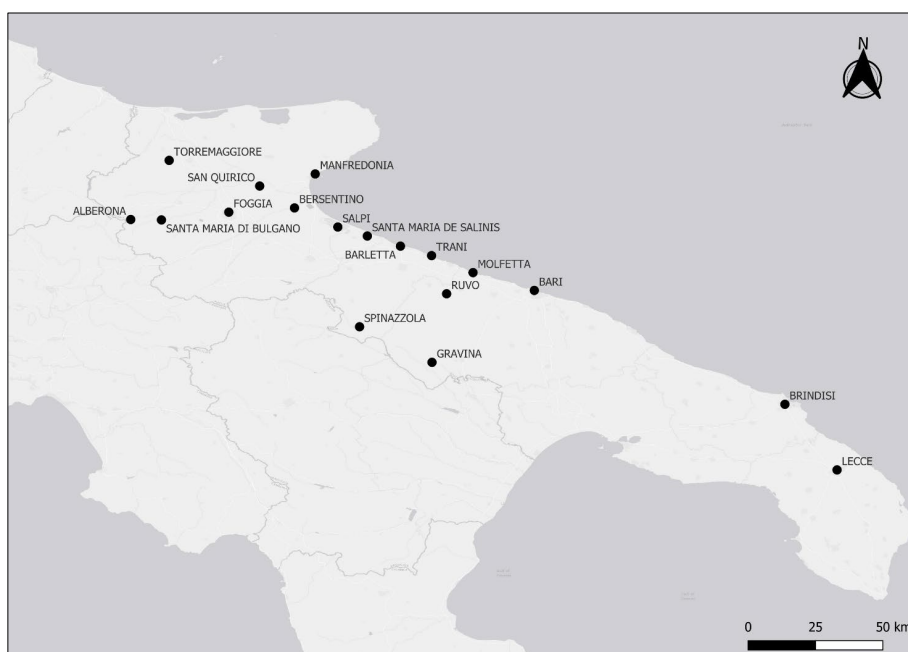 N
TORREMAGGIORE
MANFREDONIA
SAN QUIRICO
BERSENTINO
FOGGIA
ALBERONA
SANTA MARIA DI BULGANO
SALPI
SANTA MARIA DE SALINIS
BARLETTA
TRANI
MOLFETTA
RUVO
BARI
SPINAZZOLA
GRAVINA
BRINDISI
LECCE
0 25 50 km